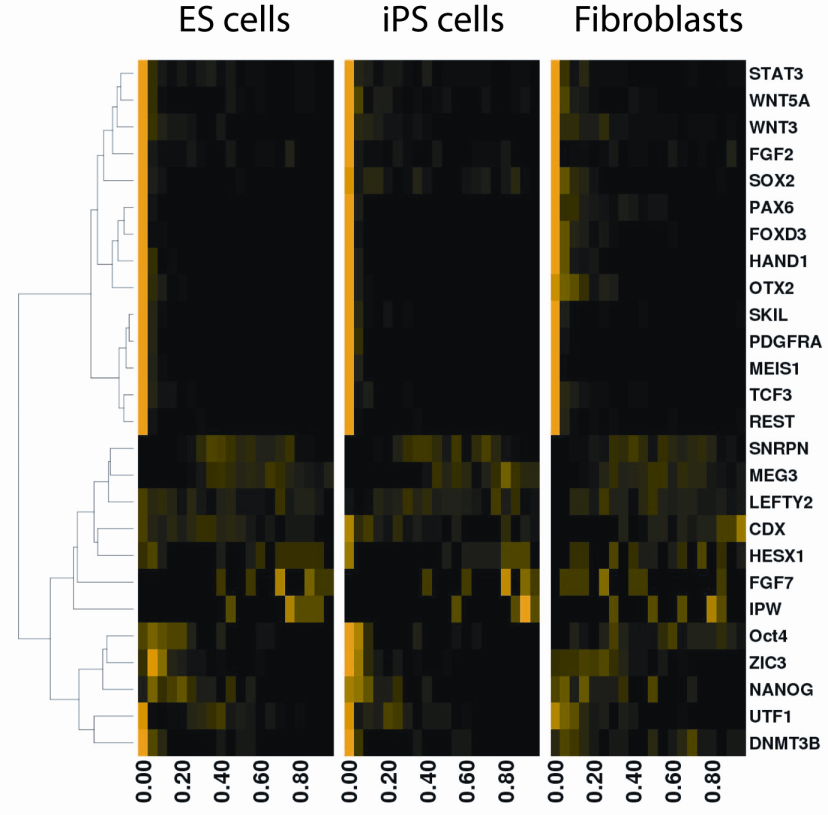 ES cells iPS cells Fibroblasts
STAT3
WNT5A
WNT3
FGF2
SOX2
PAX6
FOXD3
HAND1
OTX2
SKIL
PDGFRA
MEIS1
TCF3
REST
SNRPN
MEG3
LEFTY2
CDX
HESX1
FGF7
IPW
Oct4
ZIC3
NANOG
UTF1
DNMT3B
0.00 0.20 0.40 0.60 0.80 0.00 0.20 0.40 0.60 0.80 0.00 0.20 0.40 0.60 0.80